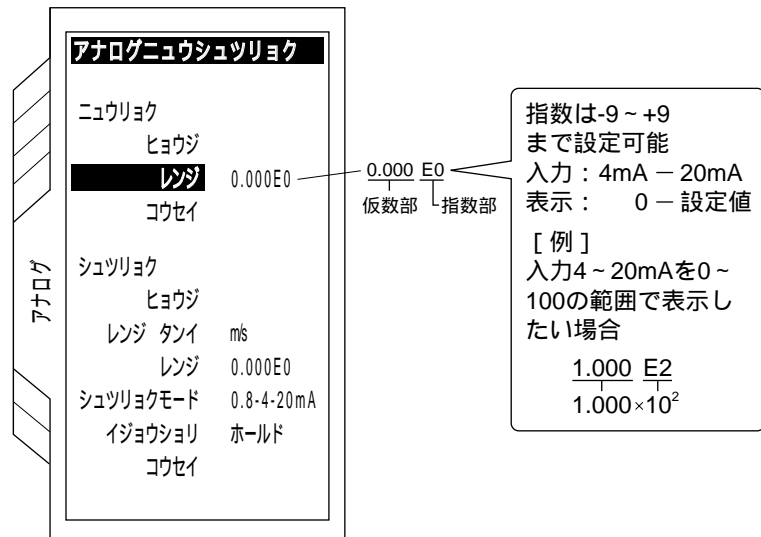 アナログニュウシュツリョク
ニュウリョク
ヒョウジ
レンジ 0.000E0
コウセイ
シュツリョク
ヒョウジ
レンジ タンイ m/s
レンジ 0.000E0
シュツリョクモード 0.8-4-20mA
イジョウショリ ホールド
コウセイ
アナログ
0.000 E0
仮数部 指数部
指数は-9～+9
まで設定可能
入力：4mA － 20mA
表示： 0 － 設定値
［例］
入力4～20mAを0～
100の範囲で表示し
たい場合
1.000 E2
1.000×10²